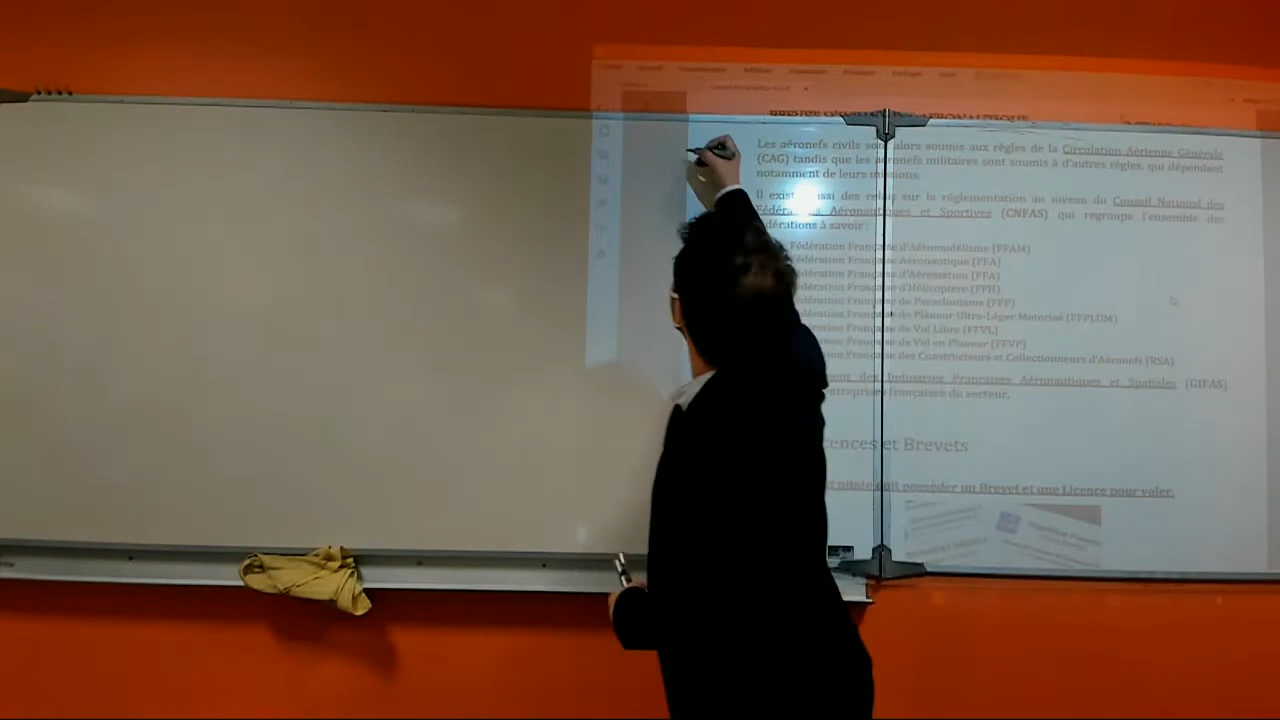 Les aéronefs civils sont alors soumis aux règles de la Circulation Aérienne Générale
(CAG) tandis que les aéronefs militaires sont soumis à d'autres règles, qui dépendent
notamment de leurs missions.
Il existe aussi des relais sur la réglementation au niveau du Conseil National des
Aéronautiques et Sportives (CNFAS) qui regroupe l'ensemble des
fédérations à savoir :
Fédération Française d'Aéromodélisme (FFAM)
Fédération Française Aéronautique (FFA)
Fédération Française d'Aérostation (FFA)
Fédération Française d'Hélicoptère (FFH)
Fédération Française de Parachutisme (FFP)
Fédération Française de Planeur Ultra-Léger Motorisé (FFPLUM)
Française de Vol Libre (FFVL)
Française de Vol en Planeur (FFVP)
Française des Constructeurs et Collectionneurs d'Aéronefs (RSA)
des Industries Françaises Aéronautiques et Spatiales (GIFAS)
entreprises françaises du secteur.
cences et Brevets
t pilote doit posséder un Brevet et une Licence pour voler.